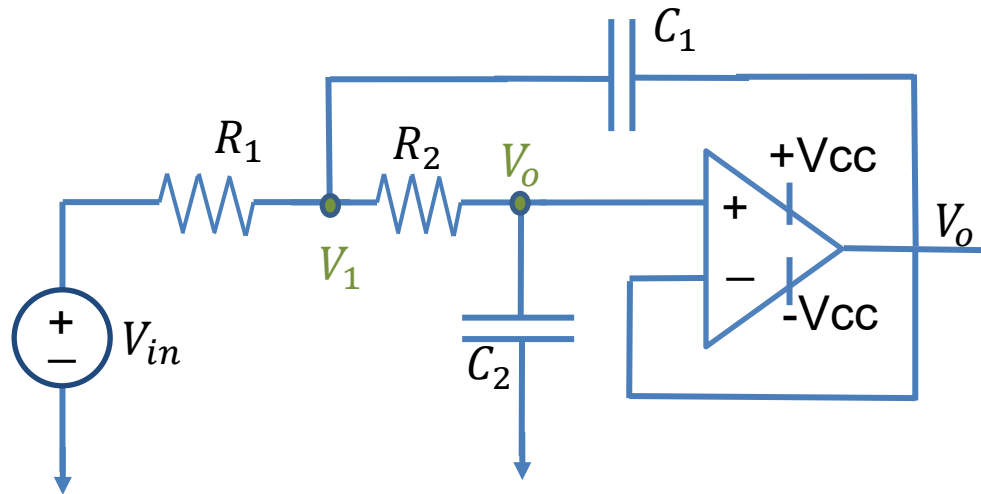 C₁
R₁
R₂
Vₒ
+Vcc
+
Vₒ
V₁
−
+
Vᵢₙ
−
-Vcc
C₂